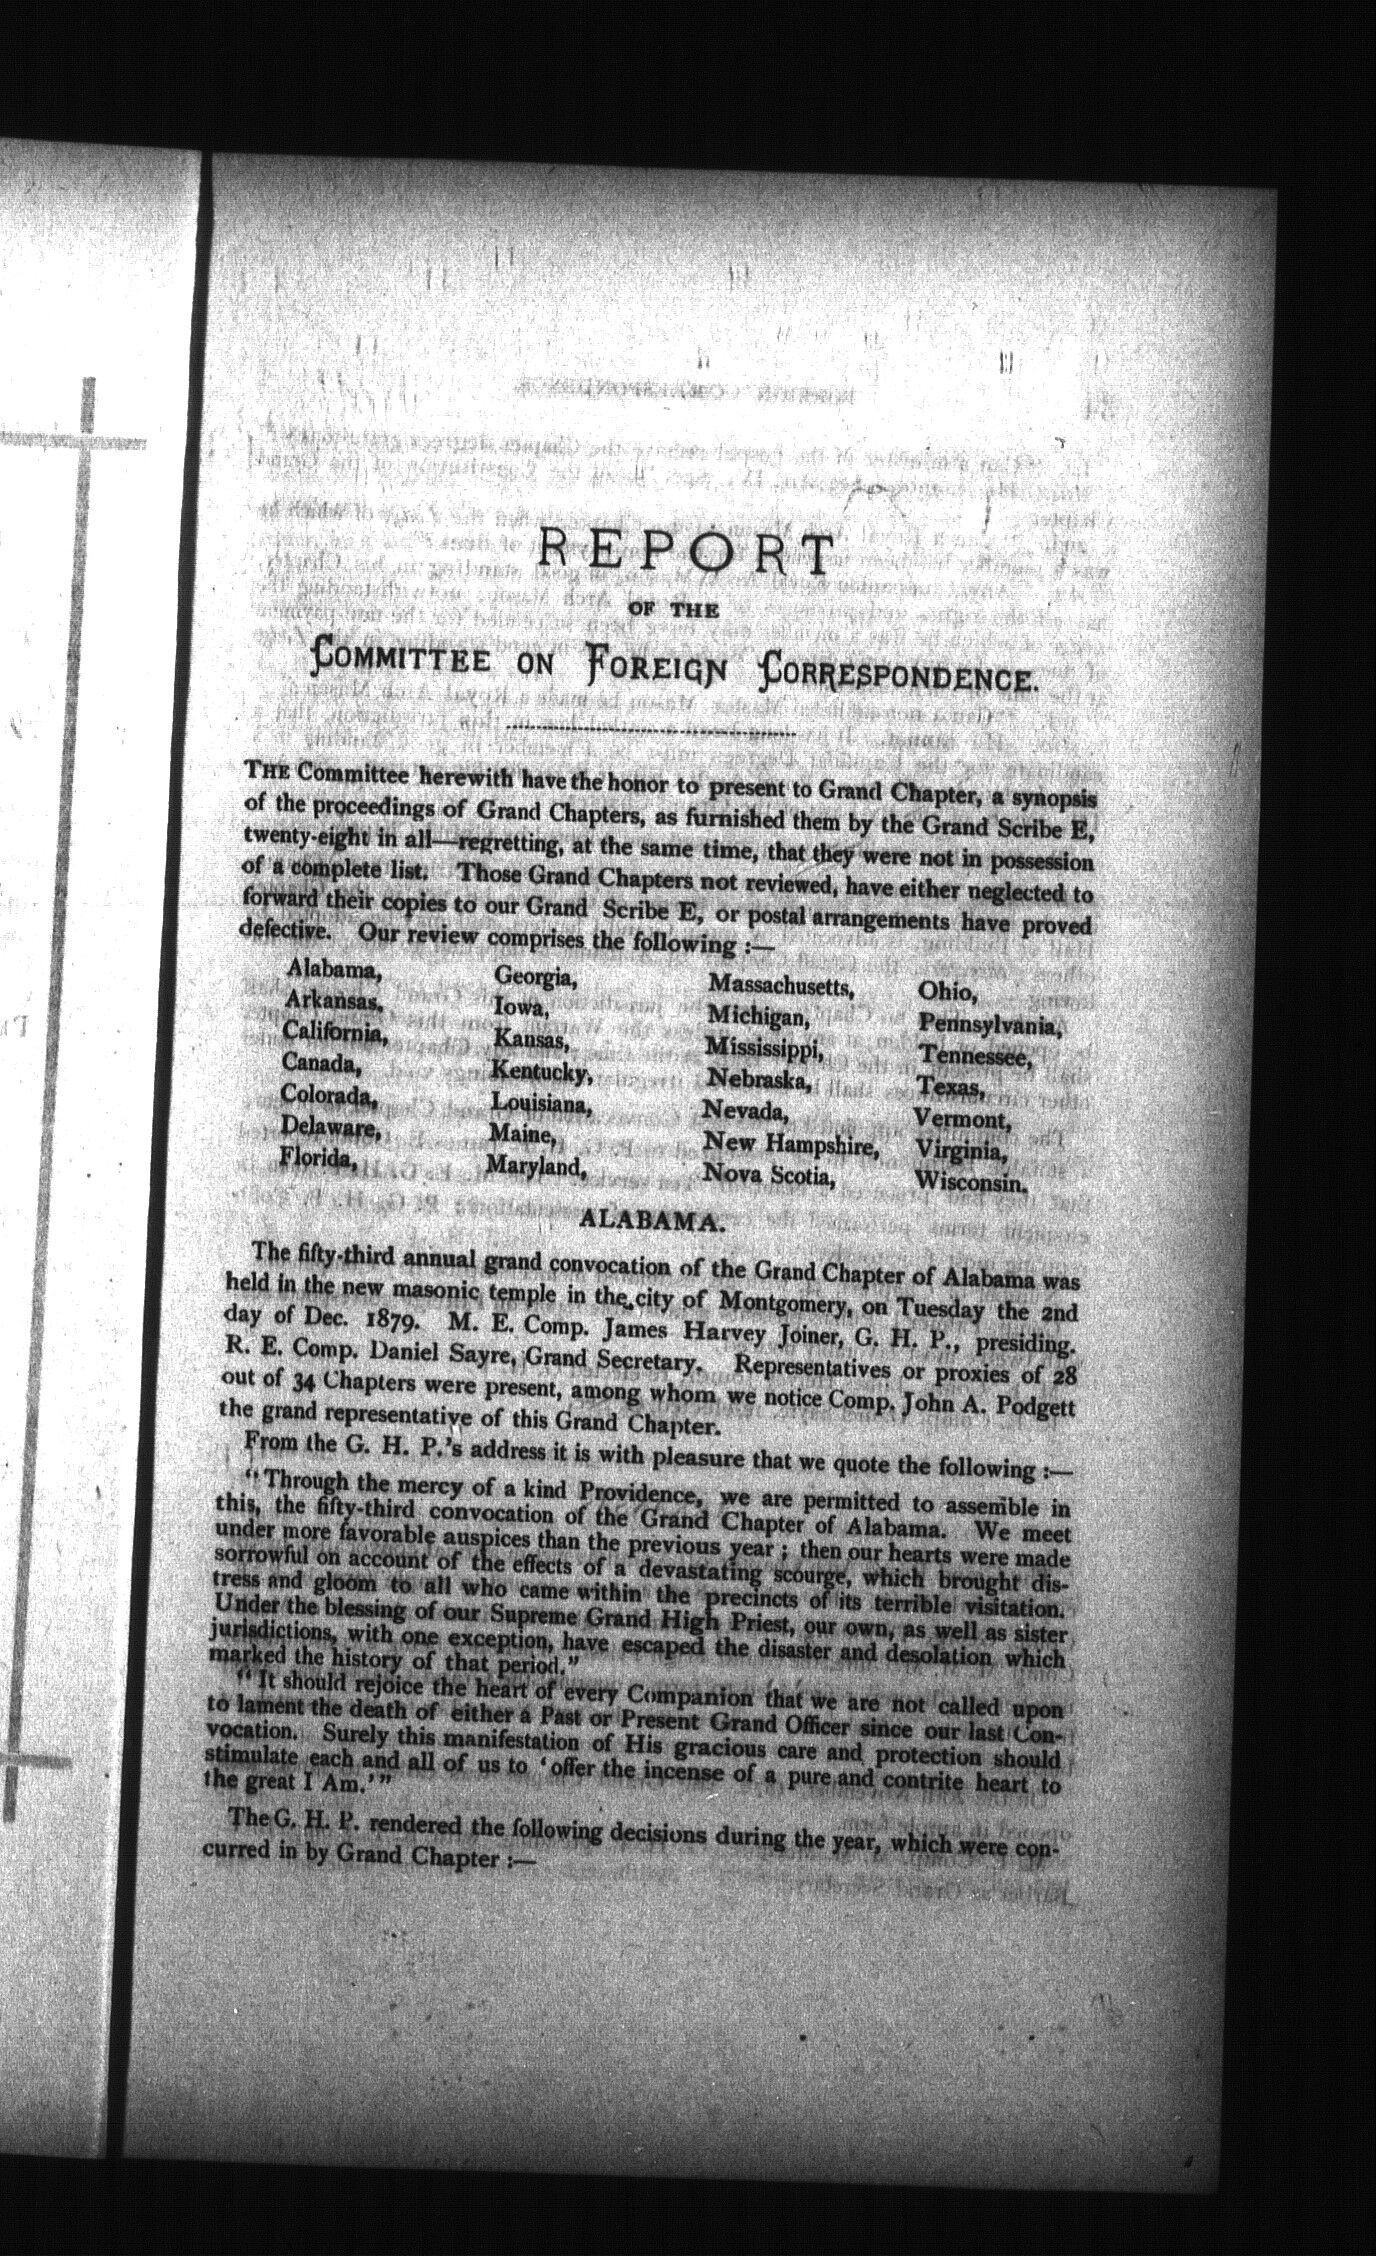 REPORT
OF THE
COMMITTEE ON FOREIGN CORRESPONDENCE.
THE Committee herewith have the honor to present to Grand Chapter, a synopsis
of the proceedings of Grand Chapters, as furnished them by the Grand Scribe E,
twenty-eight in all—regretting, at the same time, that they were not in possession
of a complete list. Those Grand Chapters not reviewed, have either neglected to
forward their copies to our Grand Scribe E, or postal arrangements have proved
defective. Our review comprises the following :—
Alabama, Georgia, Massachusetts, Ohio,
Arkansas, Iowa, Michigan, Pennsylvania,
California, Kansas, Mississippi, Tennessee,
Canada, Kentucky, Nebraska, Texas,
Colorada, Louisiana, Nevada, Vermont,
Delaware, Maine, New Hampshire, Virginia,
Florida, Maryland, Nova Scotia, Wisconsin.
ALABAMA.
The fifty-third annual grand convocation of the Grand Chapter of Alabama was
held in the new masonic temple in the city of Montgomery, on Tuesday the 2nd
day of Dec. 1879. M. E. Comp. James Harvey Joiner, G. H. P., presiding.
R. E. Comp. Daniel Sayre, Grand Secretary. Representatives or proxies of 28
out of 34 Chapters were present, among whom we notice Comp. John A. Podgett
the grand representative of this Grand Chapter.
From the G. H. P.'s address it is with pleasure that we quote the following :—
"Through the mercy of a kind Providence, we are permitted to assemble in
this, the fifty-third convocation of the Grand Chapter of Alabama. We meet
under more favorable auspices than the previous year ; then our hearts were made
sorrowful on account of the effects of a devastating scourge, which brought dis-
tress and gloom to all who came within the precincts of its terrible visitation.
Under the blessing of our Supreme Grand High Priest, our own, as well as sister
jurisdictions, with one exception, have escaped the disaster and desolation which
marked the history of that period."
"It should rejoice the heart of every Companion that we are not called upon
to lament the death of either a Past or Present Grand Officer since our last Con-
vocation. Surely this manifestation of His gracious care and protection should
stimulate each and all of us to 'offer the incense of a pure and contrite heart to
the great I Am.'"
The G. H. P. rendered the following decisions during the year, which were con-
curred in by Grand Chapter :—